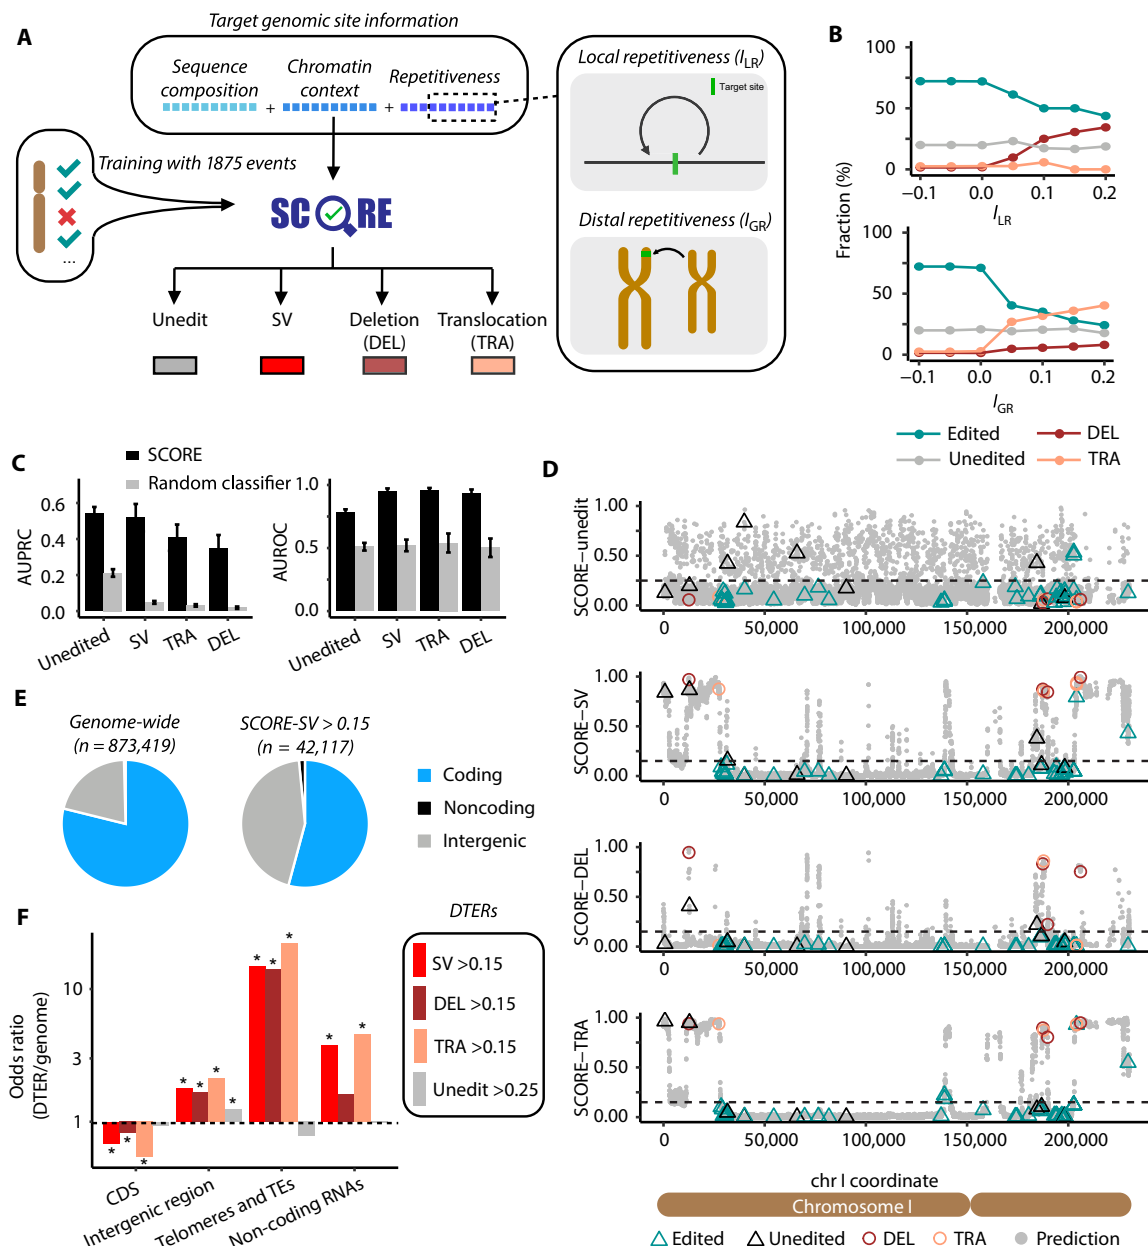 A
Target genomic site information
Sequence composition
+
Chromatin context
+
Repetitiveness
Training with 1875 events
...
SCORE
Unedit
SV
Deletion (DEL)
Translocation (TRA)
Local repetitiveness (I_LR)
Target site
Distal repetitiveness (I_GR)
B
Fraction (%)
100
50
0
−0.1 0.0 0.1 0.2
I_LR
100
50
0
−0.1 0.0 0.1 0.2
I_GR
Edited
DEL
Unedited
TRA
C
SCORE
Random classifier
AUPRC
0.6
0.4
0.2
0.0
Unedited SV TRA DEL
AUROC
1.0
0.5
0.0
Unedited SV TRA DEL
D
SCORE−unedit
1.00
0.50
0.00
0 50,000 100,000 150,000 200,000
SCORE−SV
1.00
0.50
0.00
0 50,000 100,000 150,000 200,000
SCORE−DEL
1.00
0.50
0.00
0 50,000 100,000 150,000 200,000
SCORE−TRA
1.00
0.50
0.00
0 50,000 100,000 150,000 200,000
chr I coordinate
Chromosome I
Edited
Unedited
DEL
TRA
Prediction
E
Genome-wide
(n = 873,419)
SCORE-SV > 0.15
(n = 42,117)
Coding
Noncoding
Intergenic
F
DTERs
SV >0.15
DEL >0.15
TRA >0.15
Unedit >0.25
Odds ratio
(DTER/genome)
10
3
1
* * * * * * * * * * * *
CDS
Intergenic region
Telomeres and TEs
Non-coding RNAs